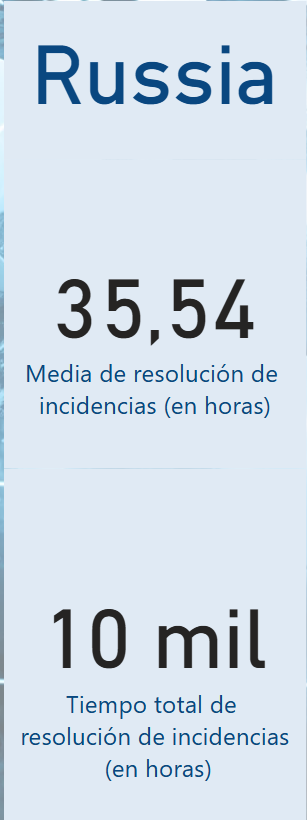 Russia
35,54
Media de resolución de
incidencias (en horas)
10 mil
Tiempo total de
resolución de incidencias
(en horas)